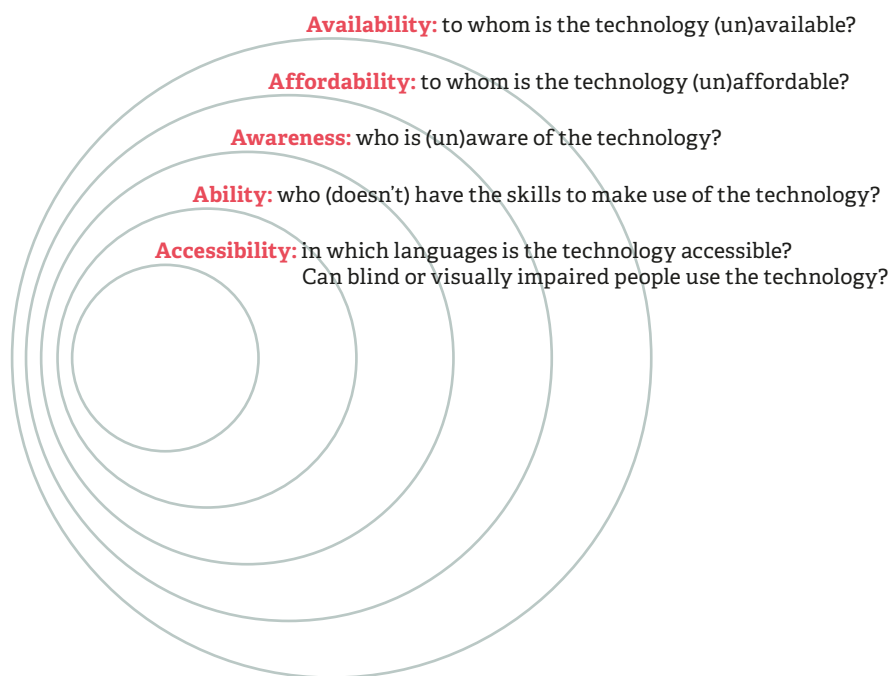 Availability: to whom is the technology (un)available?
Affordability: to whom is the technology (un)affordable?
Awareness: who is (un)aware of the technology?
Ability: who (doesn't) have the skills to make use of the technology?
Accessibility: in which languages is the technology accessible?
Can blind or visually impaired people use the technology?